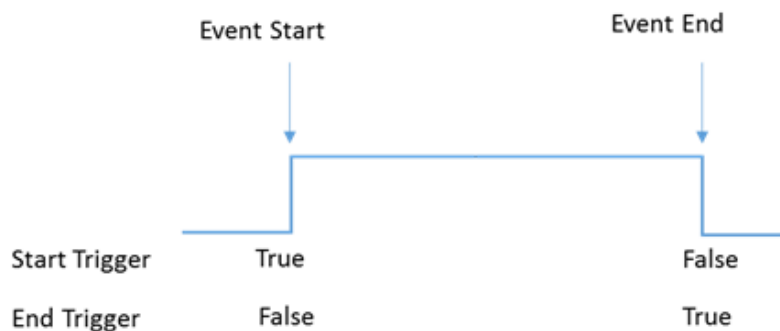 Event Start
Event End
Start Trigger True False
End Trigger False True